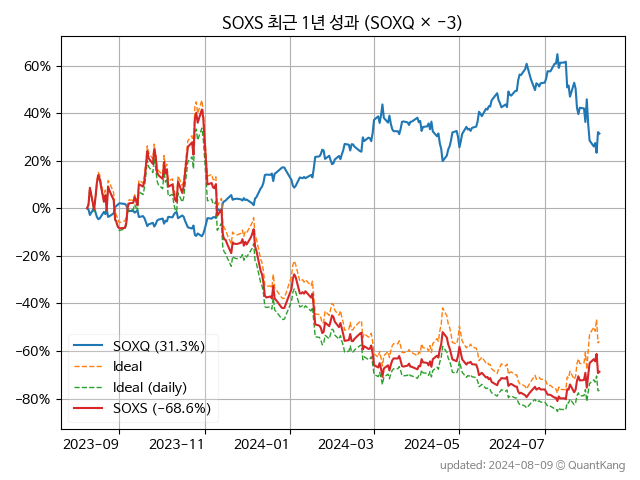 SOXS 최근 1년 성과 (SOXQ × −3)
60%
40%
20%
0%
−20%
−40%
−60%
−80%
SOXQ (31.3%)
Ideal
Ideal (daily)
SOXS (−68.6%)
2023-09
2023-11
2024-01
2024-03
2024-05
2024-07
updated: 2024-08-09 ⓒ QuantKang